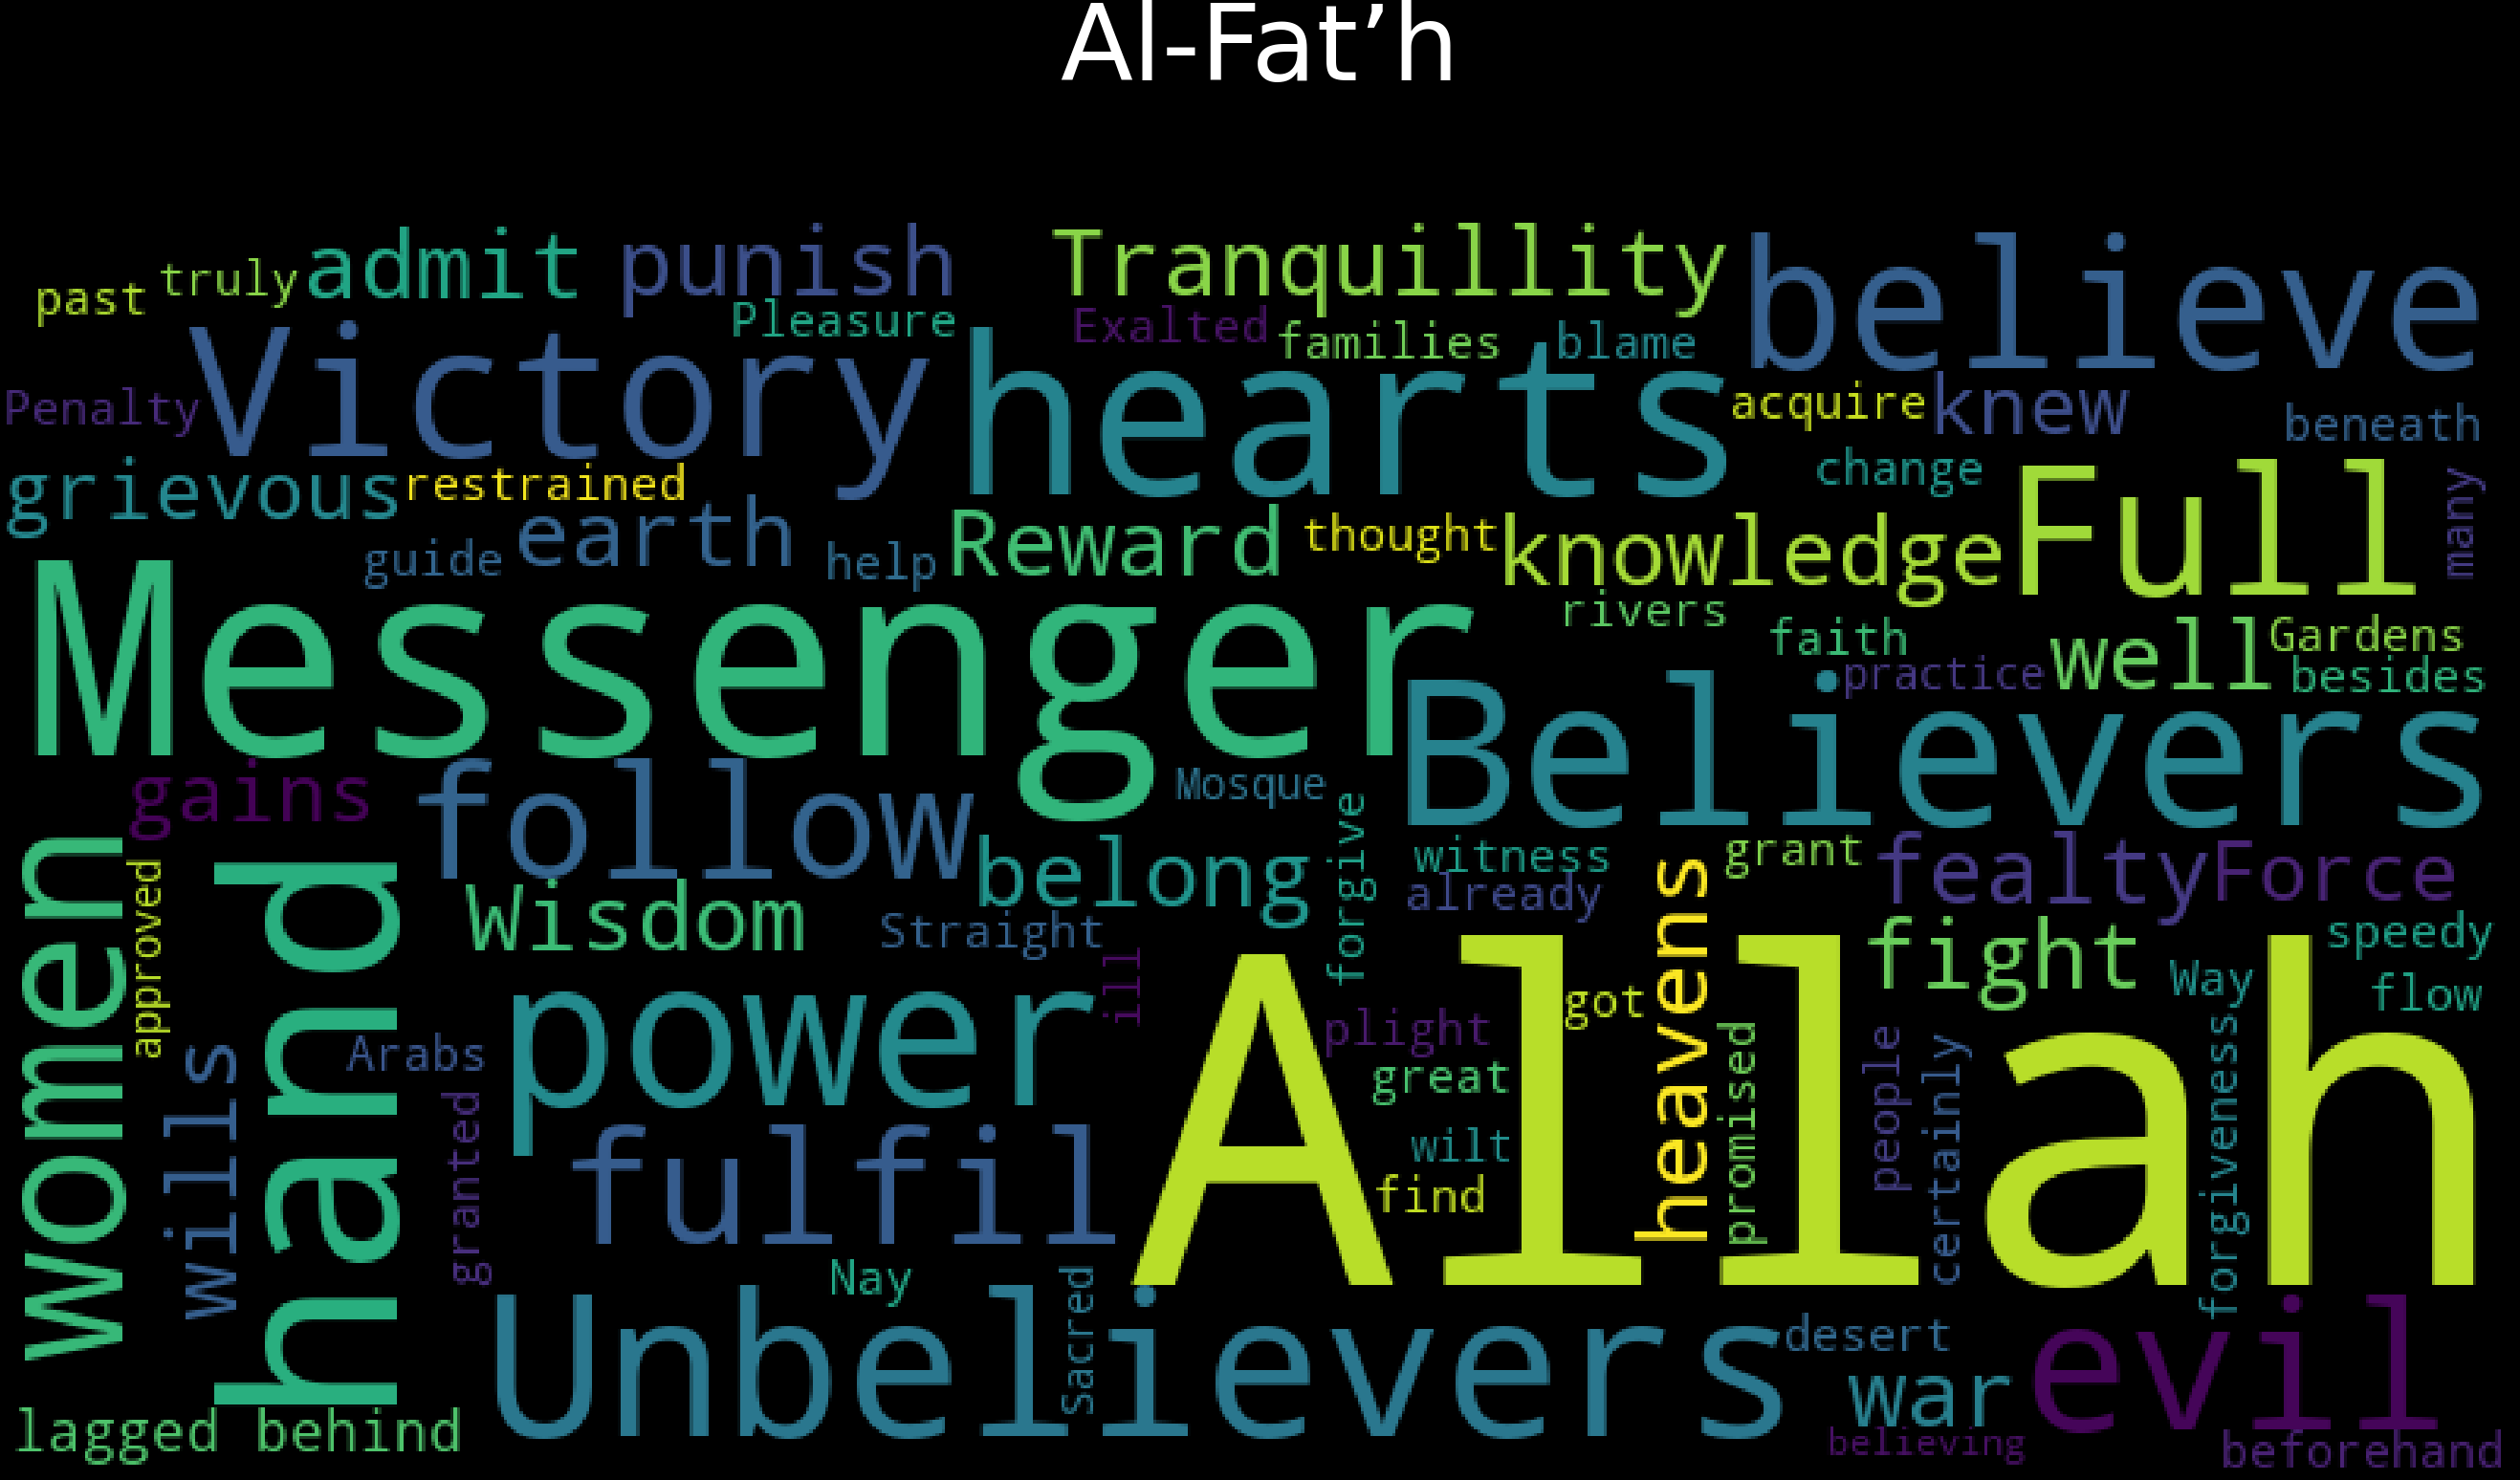 Al-Fat’h
past truly admit punish Tranquillity believe
Pleasure Exalted families blame
Penalty Victory hearts acquire knew beneath
grievous restrained change Full many
guide earth help Reward thought knowledge
Messenger rivers faith Gardens
practice well besides
Believers
gains follow Mosque forgive
women approved hand belong witness grant fealty Force
already
Wisdom Straight heavens fight speedy
ill Way flow
wills Arabs power Allah got plight promised people certainly forgiveness
granted great
fulfil wilt
find
Nay
Unbelievers Sacred desert evil
war
lagged behind believing beforehand